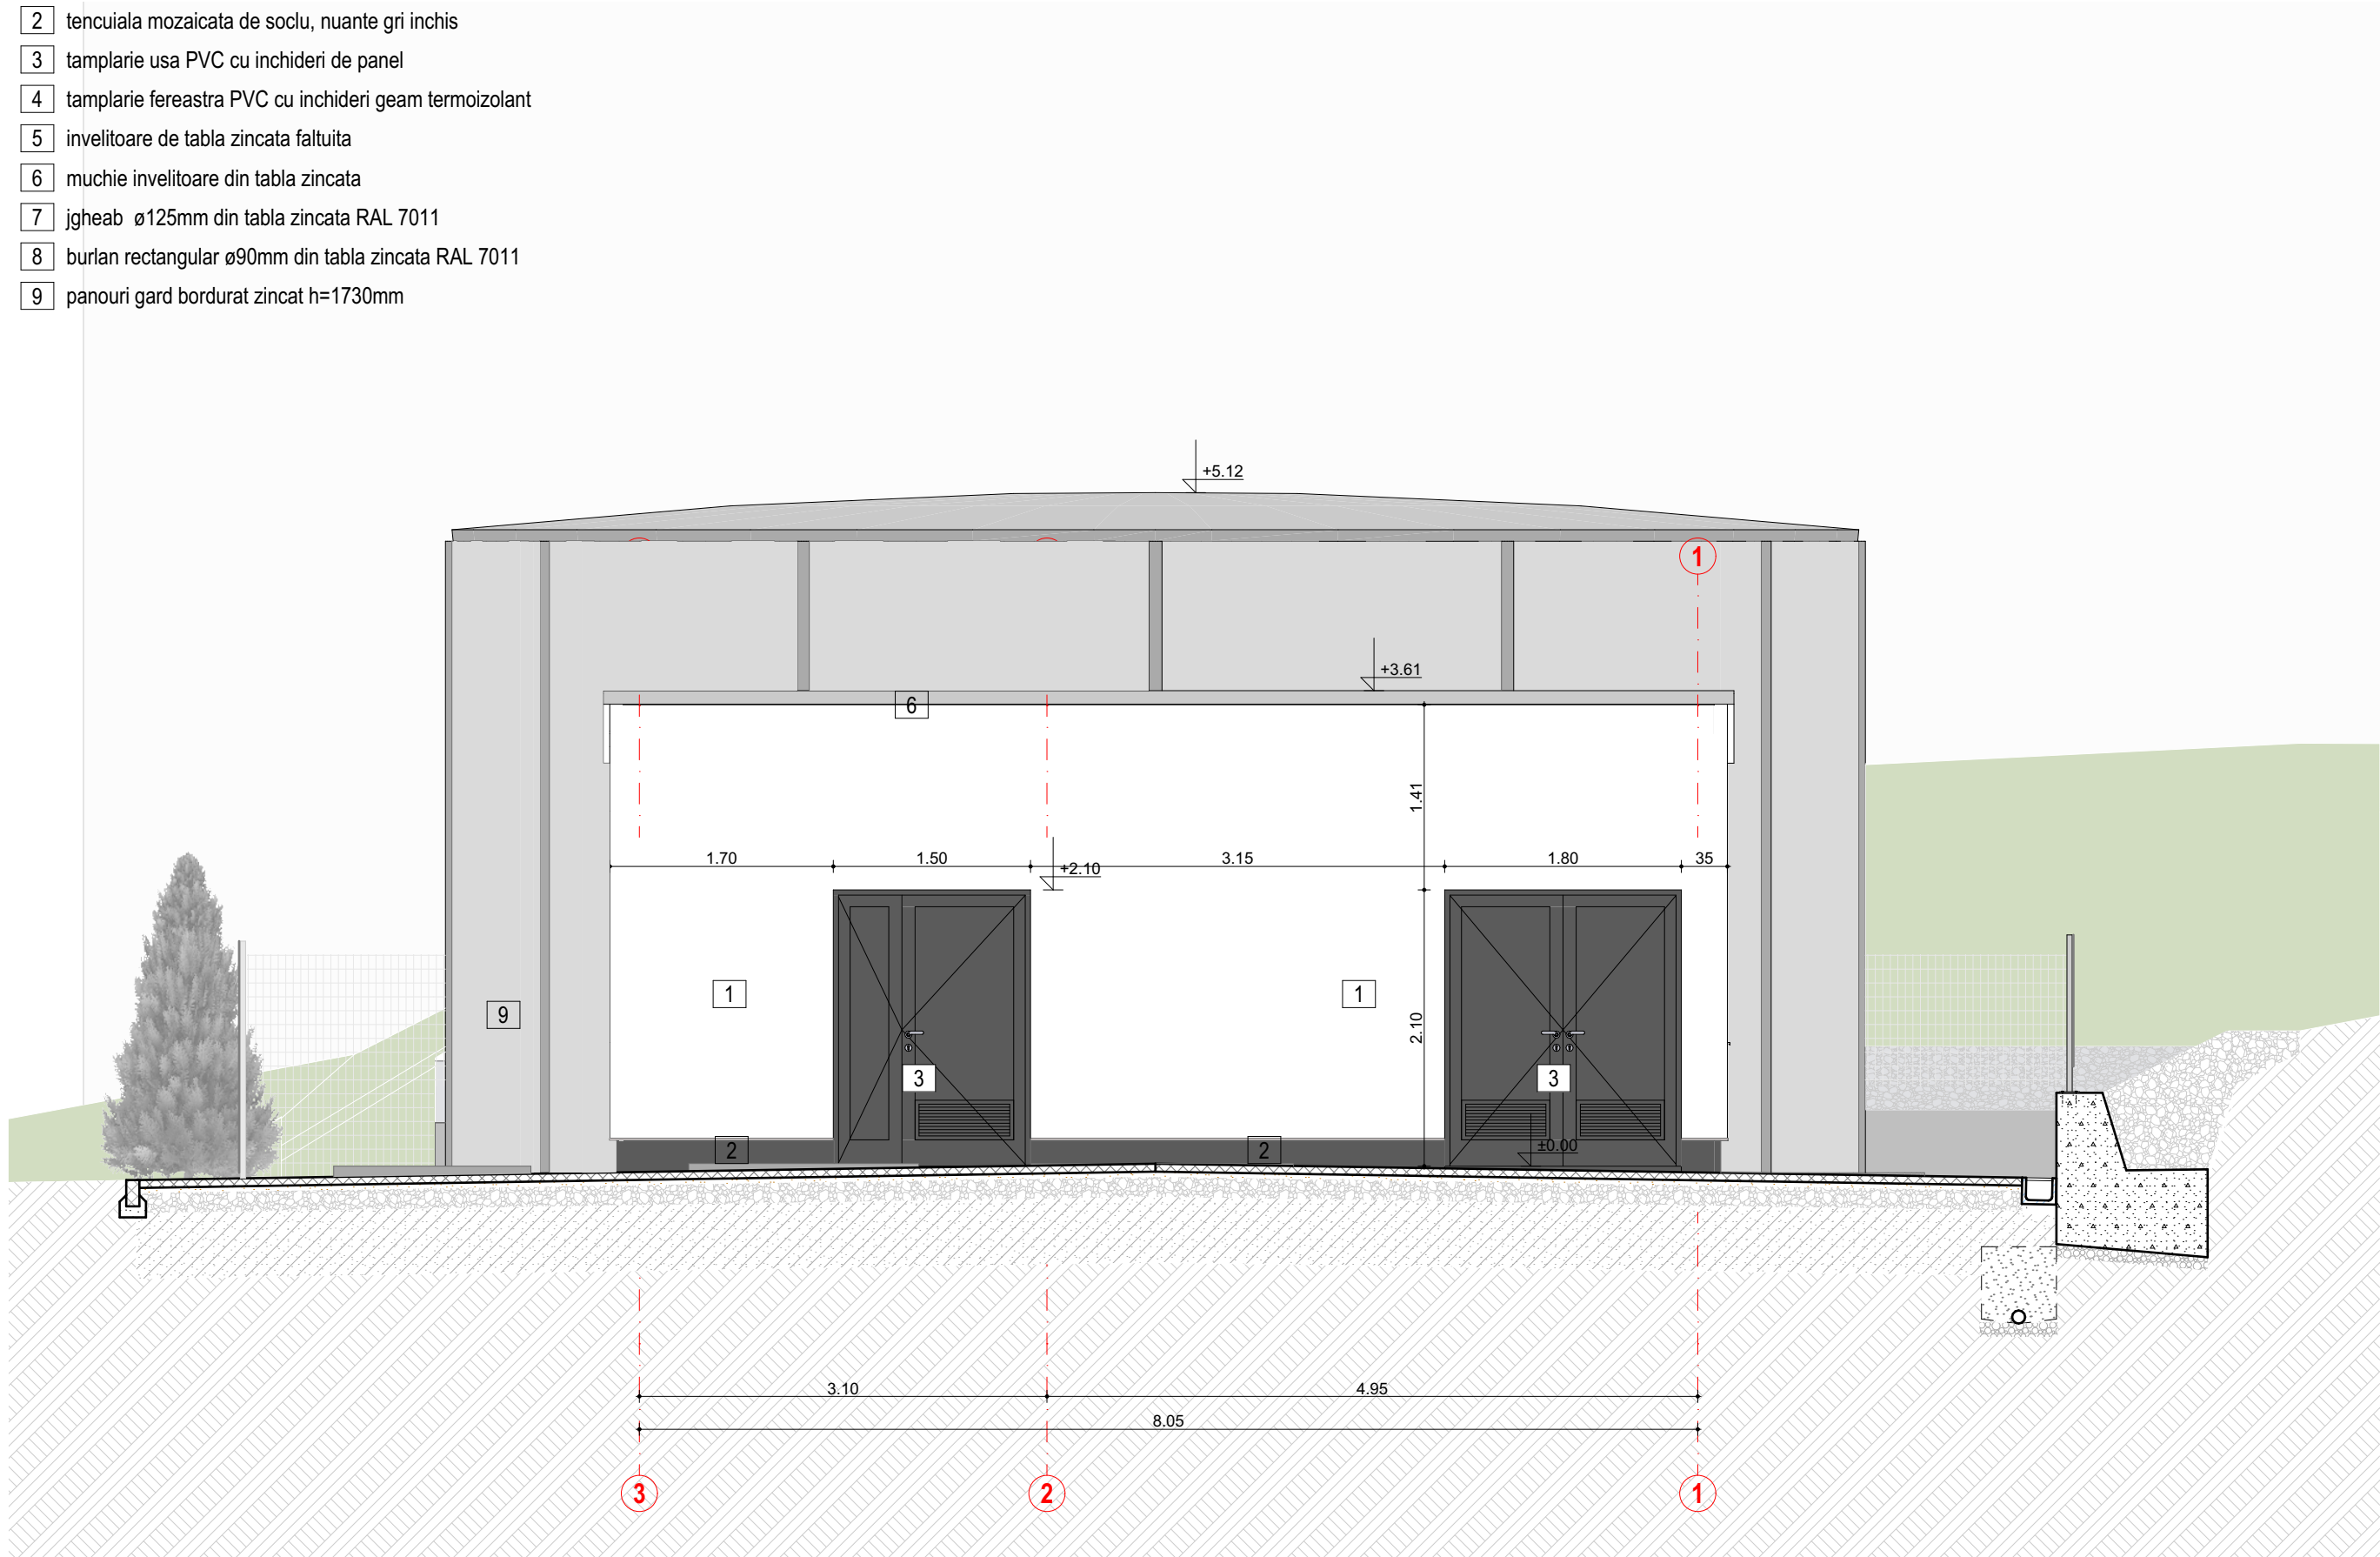 2 tencuiala mozaicata de soclu, nuante gri inchis
3 tamplarie usa PVC cu inchideri de panel
4 tamplarie fereastra PVC cu inchideri geam termoizolant
5 invelitoare de tabla zincata faltuita
6 muchie invelitoare din tabla zincata
7 jgheab ø125mm din tabla zincata RAL 7011
8 burlan rectangular ø90mm din tabla zincata RAL 7011
9 panouri gard bordurat zincat h=1730mm
+5.12
1
+3.61
6
1.41
1.70 1.50 3.15 1.80 35
+2.10
1 1
9
2.10
3 3
2 2 ±0.00
3.10 4.95
8.05
3 2 1